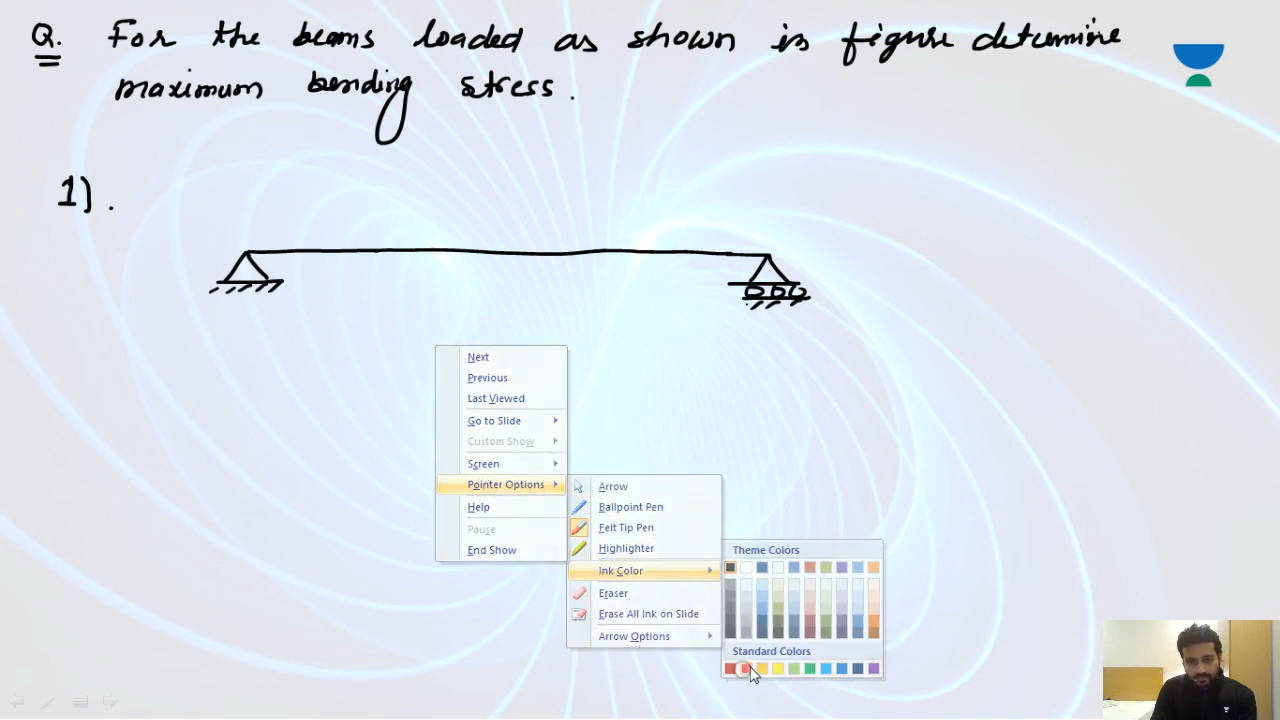 Q. For the beams loaded as shown in figure determine
maximum bending stress.
1).
Next
Previous
Last Viewed
Go to Slide
Custom Show
Screen
Pointer Options
Help
Pause
End Show
Arrow
Ballpoint Pen
Felt Tip Pen
Highlighter
Ink Color
Eraser
Erase All Ink on Slide
Arrow Options
Theme Colors
Standard Colors